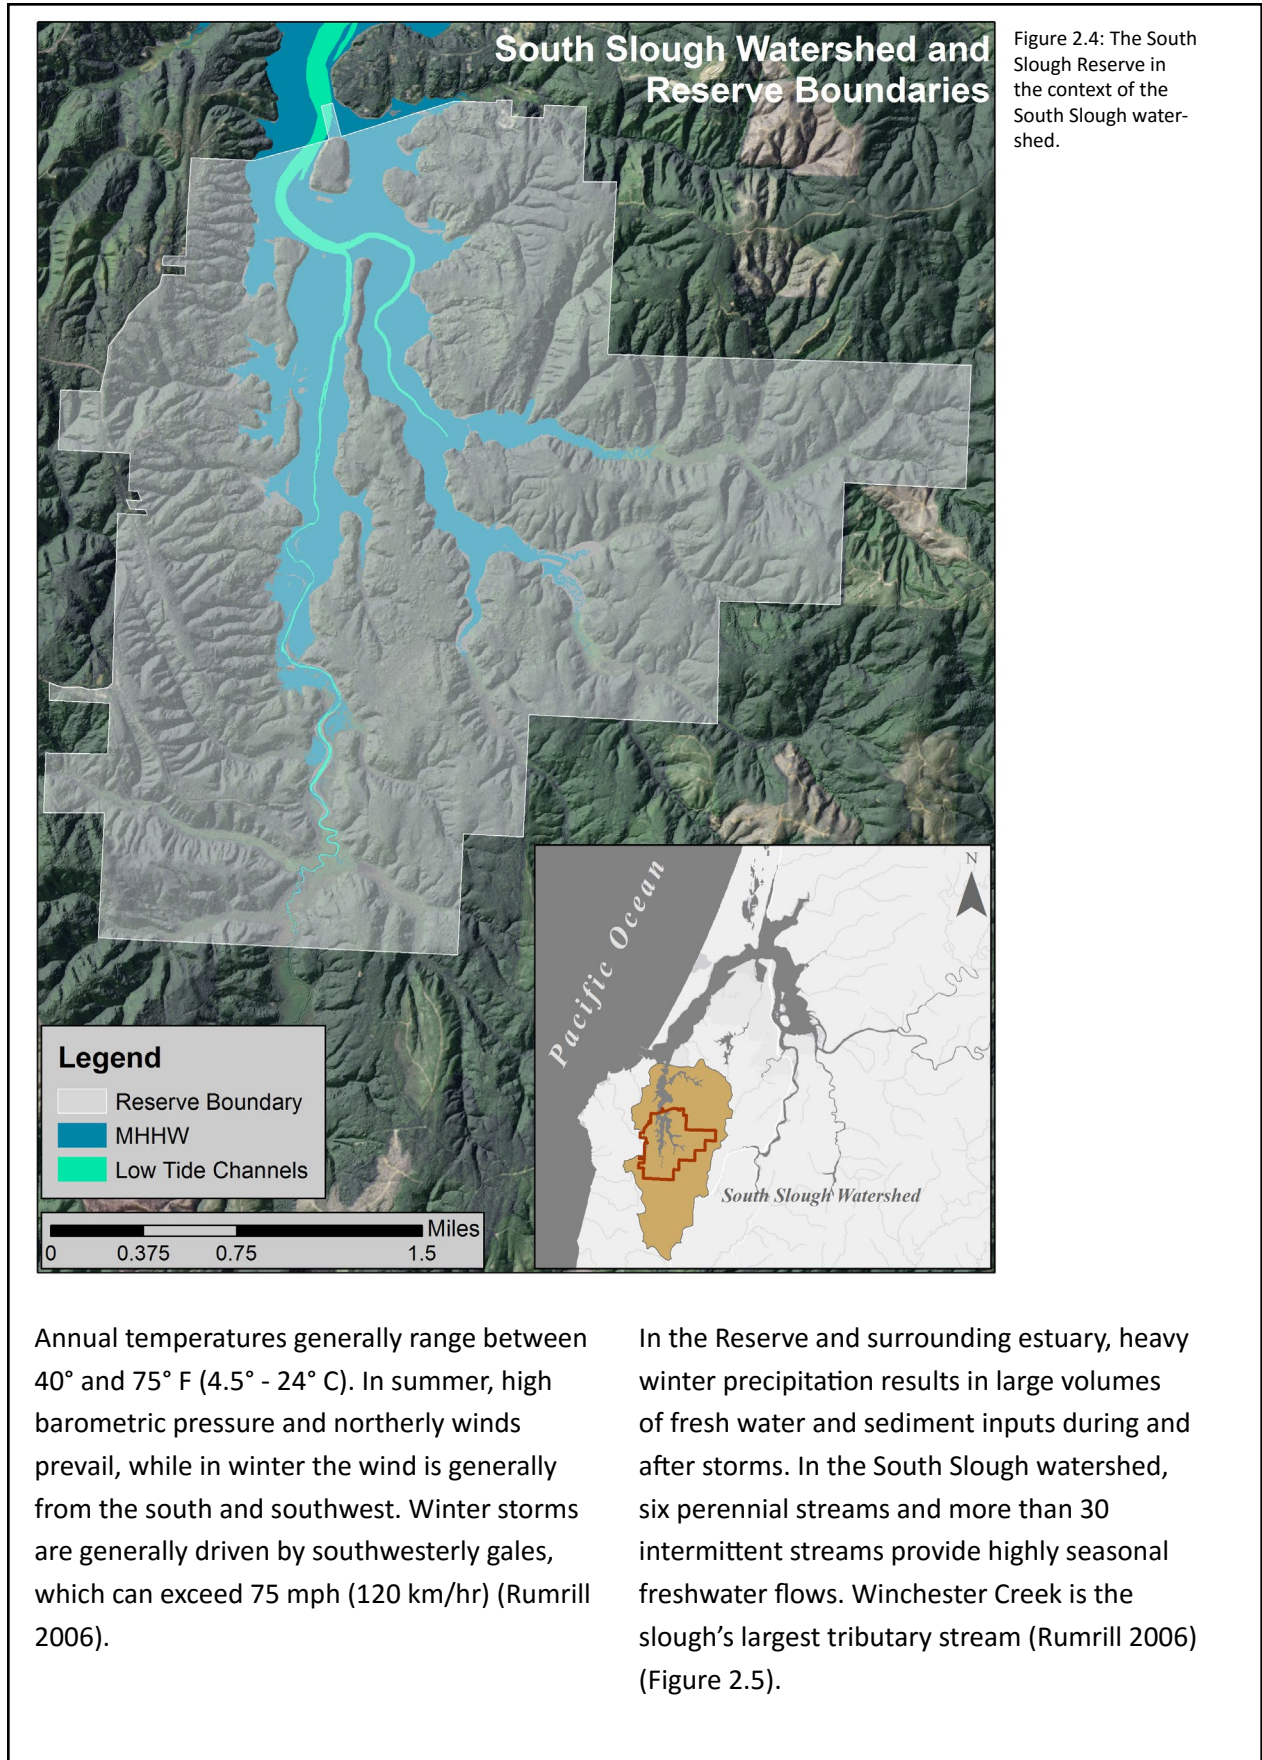 South Slough Watershed and
Reserve Boundaries
Figure 2.4: The South
Slough Reserve in
the context of the
South Slough water-
shed.
N
Pacific Ocean
South Slough Watershed
Legend
Reserve Boundary
MHHW
Low Tide Channels
Miles
0 0.375 0.75 1.5
Annual temperatures generally range between
40° and 75° F (4.5° - 24° C). In summer, high
barometric pressure and northerly winds
prevail, while in winter the wind is generally
from the south and southwest. Winter storms
are generally driven by southwesterly gales,
which can exceed 75 mph (120 km/hr) (Rumrill
2006).
In the Reserve and surrounding estuary, heavy
winter precipitation results in large volumes
of fresh water and sediment inputs during and
after storms. In the South Slough watershed,
six perennial streams and more than 30
intermittent streams provide highly seasonal
freshwater flows. Winchester Creek is the
slough's largest tributary stream (Rumrill 2006)
(Figure 2.5).